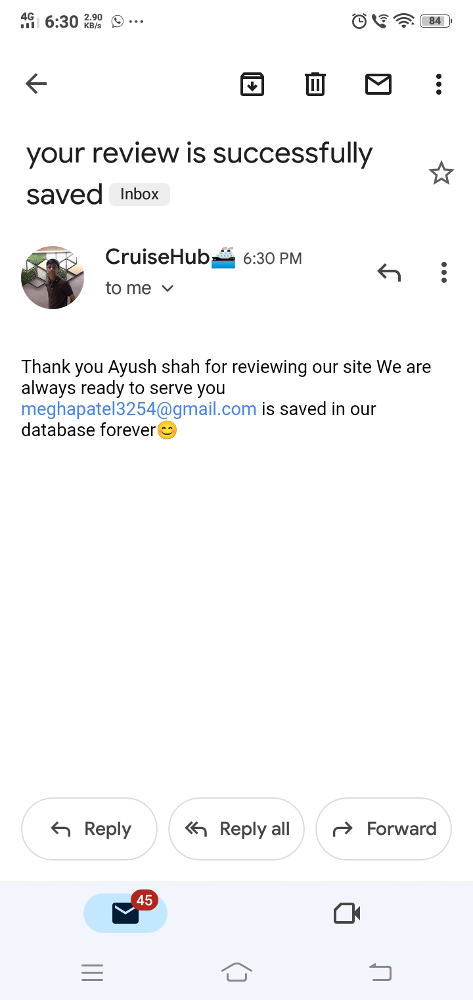 4G 6:30 2.90 KB/s 84
your review is successfully
saved Inbox
CruiseHub🚢 6:30 PM
to me
Thank you Ayush shah for reviewing our site We are
always ready to serve you
meghapatel3254@gmail.com is saved in our
database forever😊
Reply Reply all Forward
45